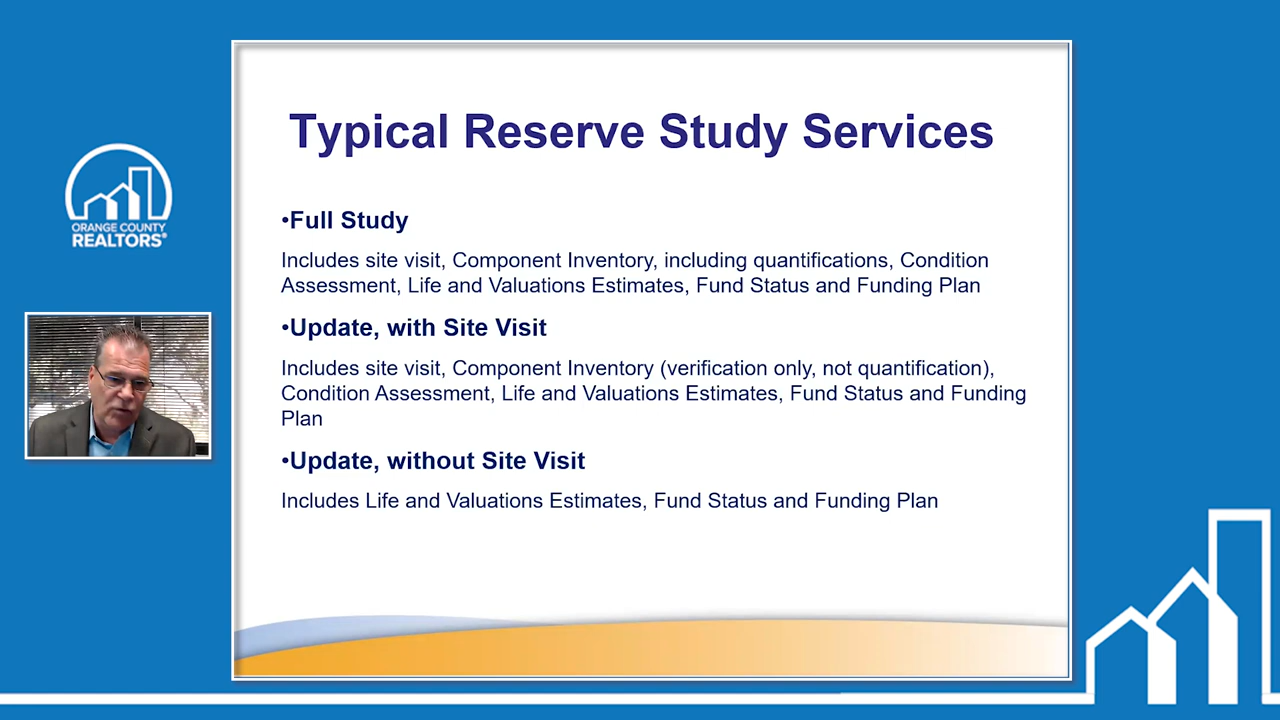 Typical Reserve Study Services
•Full Study
Includes site visit, Component Inventory, including quantifications, Condition
Assessment, Life and Valuations Estimates, Fund Status and Funding Plan
•Update, with Site Visit
Includes site visit, Component Inventory (verification only, not quantification),
Condition Assessment, Life and Valuations Estimates, Fund Status and Funding
Plan
•Update, without Site Visit
Includes Life and Valuations Estimates, Fund Status and Funding Plan
ORANGE COUNTY
REALTORS®